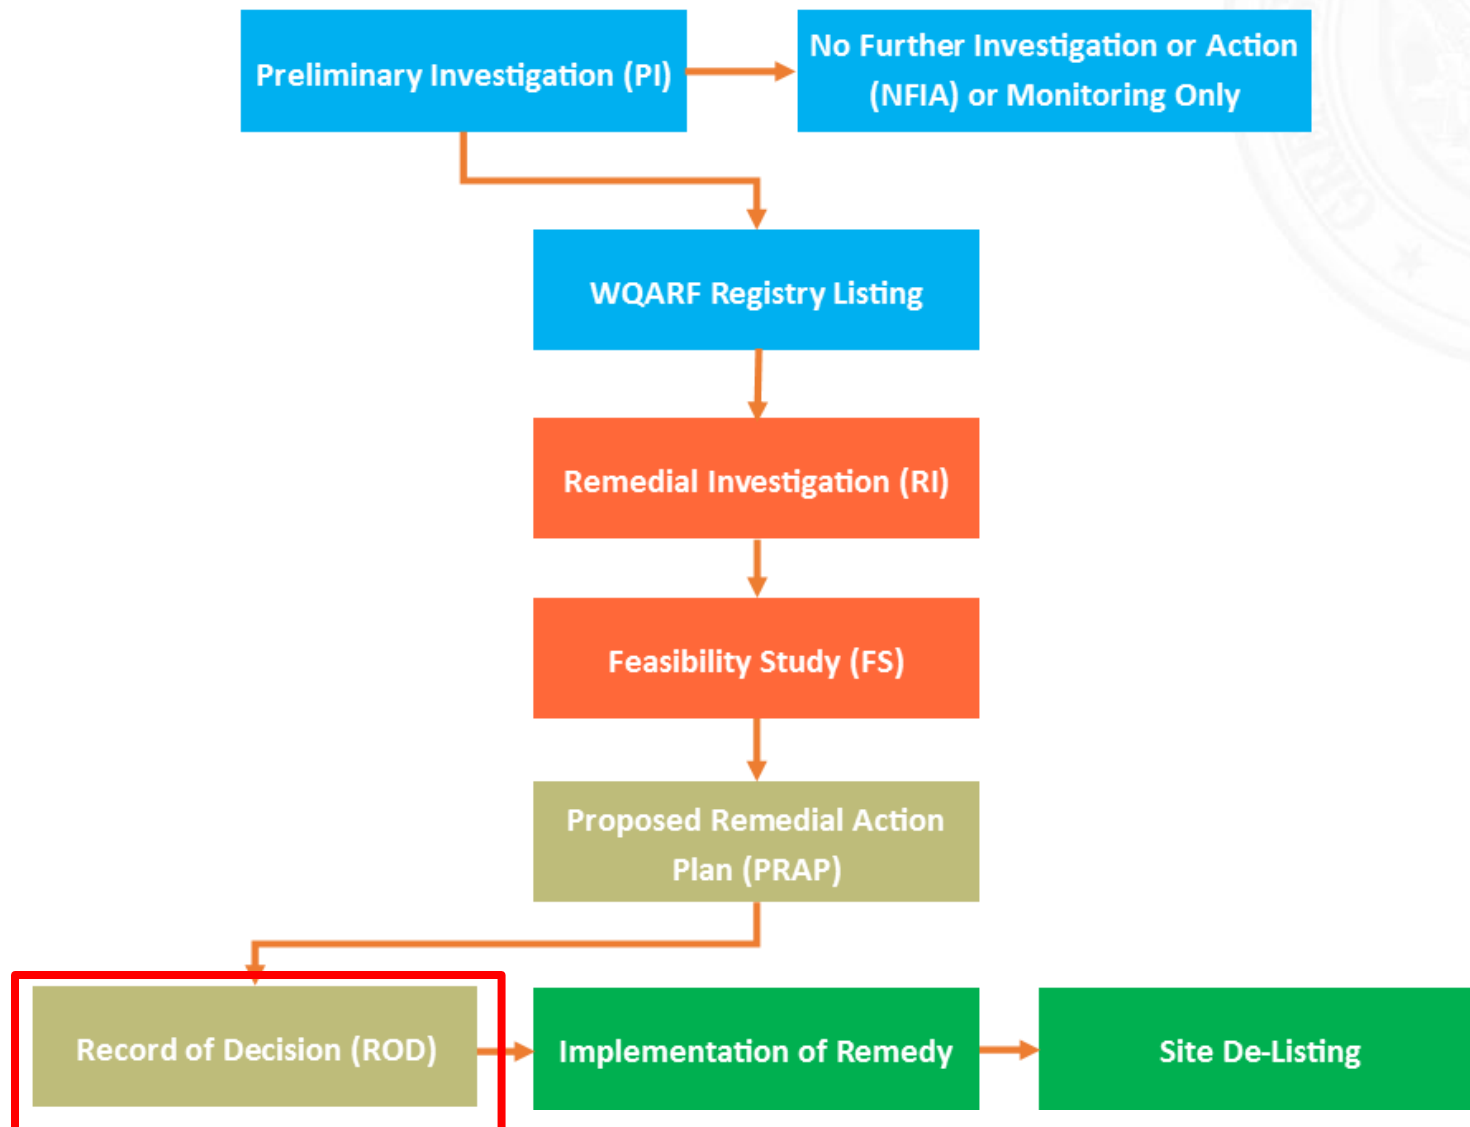 Preliminary Investigation (PI)
No Further Investigation or Action
(NFIA) or Monitoring Only
WQARF Registry Listing
Remedial Investigation (RI)
Feasibility Study (FS)
Proposed Remedial Action
Plan (PRAP)
Record of Decision (ROD)
Implementation of Remedy
Site De-Listing